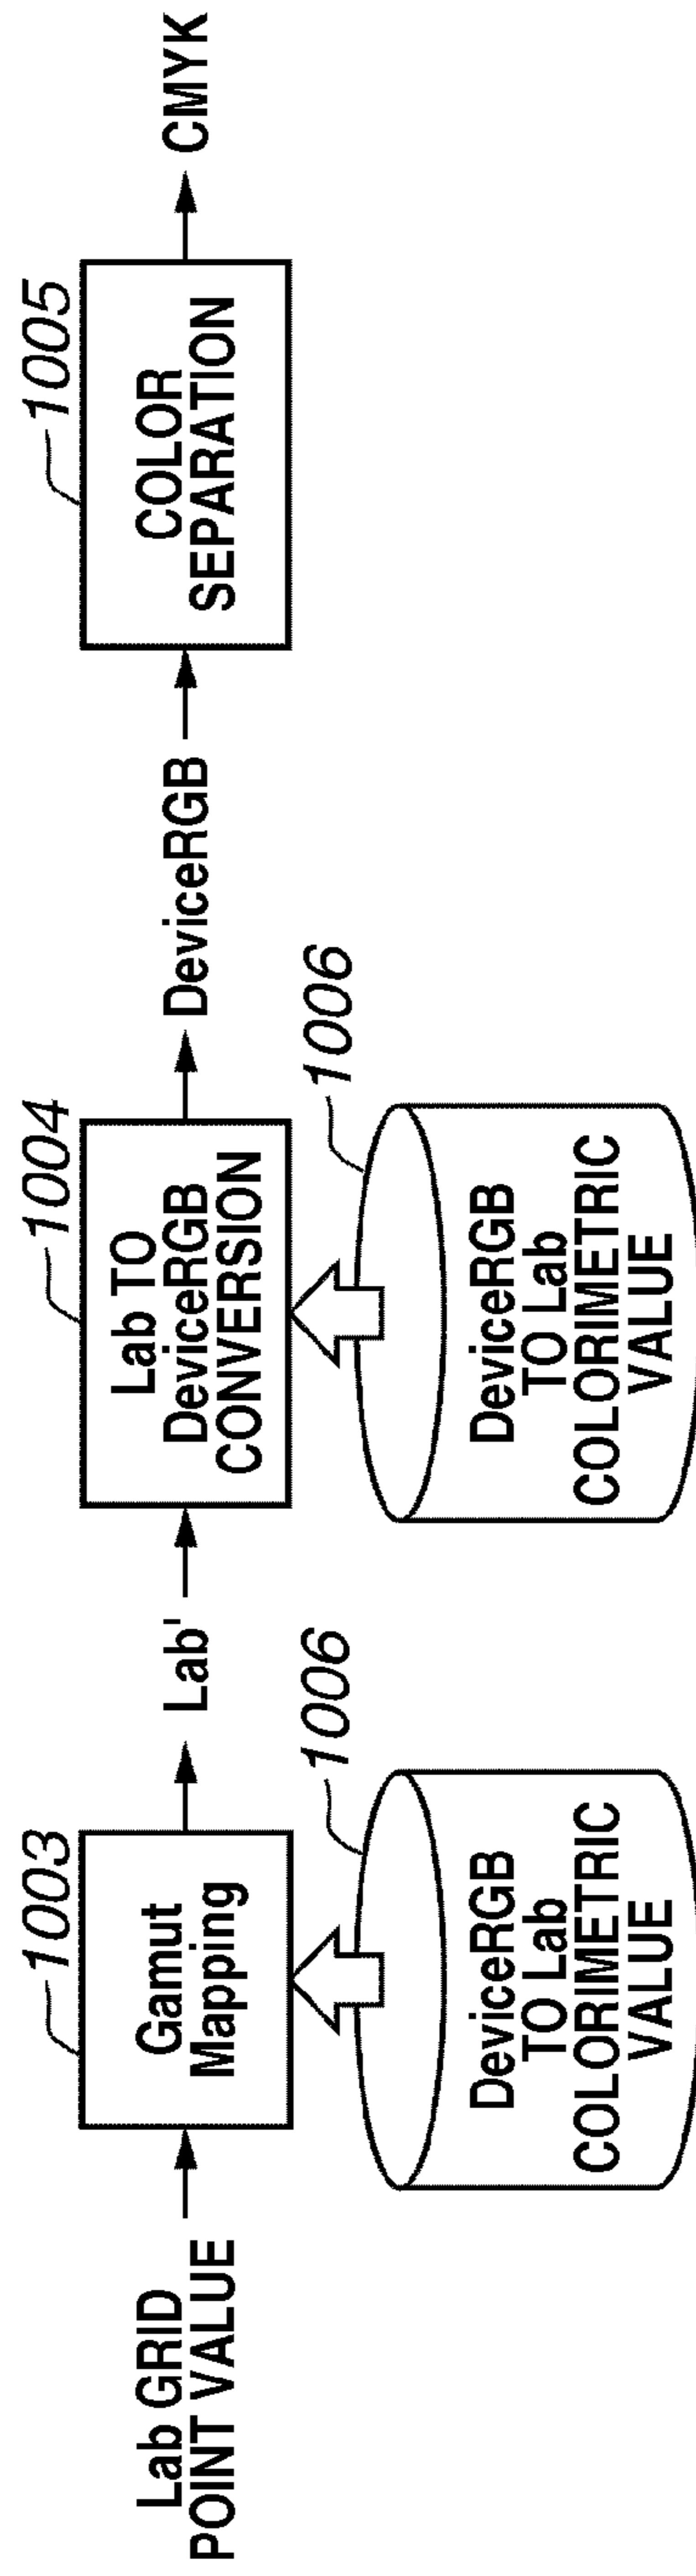 Lab GRID
POINT VALUE
1003
Gamut
Mapping
1006
DeviceRGB
TO Lab
COLORIMETRIC
VALUE
Lab'
1004
Lab TO
DeviceRGB
CONVERSION
1006
DeviceRGB
TO Lab
COLORIMETRIC
VALUE
DeviceRGB
1005
COLOR
SEPARATION
CMYK